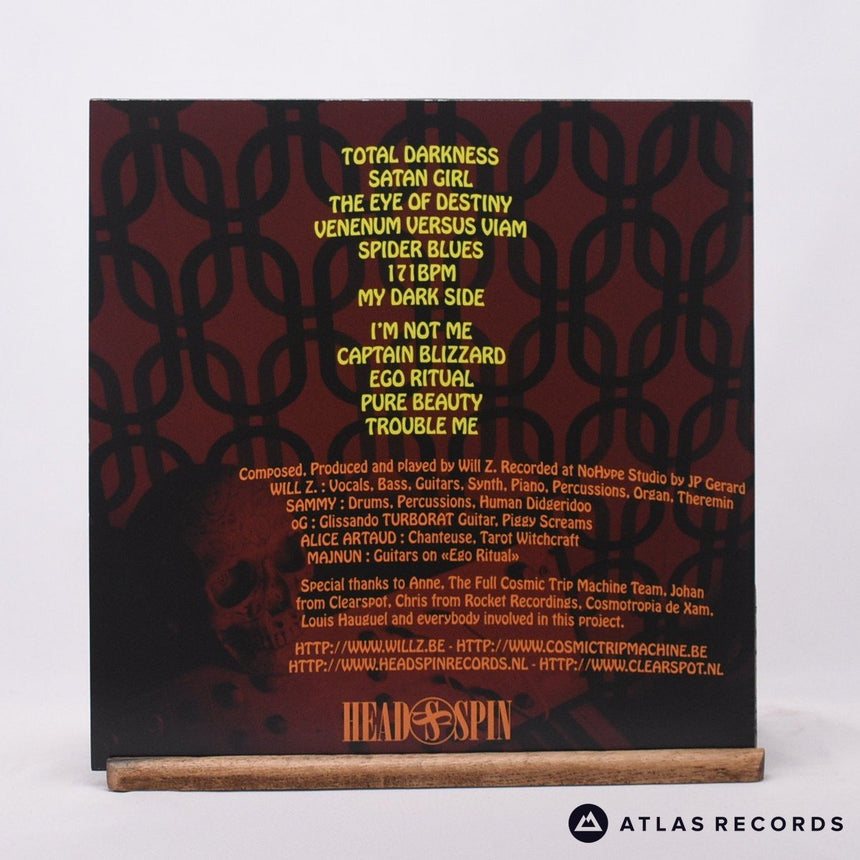 TOTAL DARKNESS
SATAN GIRL
THE EYE OF DESTINY
VENENUM VERSUS VIAM
SPIDER BLUES
171BPM
MY DARK SIDE
I'M NOT ME
CAPTAIN BLIZZARD
EGO RITUAL
PURE BEAUTY
TROUBLE ME
Composed, Produced and played by Will Z. Recorded at NoHype Studio by JP Gerard
WILL Z. : Vocals, Bass, Guitars, Synth, Piano, Percussions, Organ, Theremin
SAMMY : Drums, Percussions, Human Didgeridoo
oG : Glissando TURBORAT Guitar, Piggy Screams
ALICE ARTAUD : Chanteuse, Tarot Witchcraft
MAJNUN : Guitars on «Ego Ritual»
Special thanks to Anne, The Full Cosmic Trip Machine Team, Johan
from Clearspot, Chris from Rocket Recordings, Cosmotropia de Xam,
Louis Hauguel and everybody involved in this project.
HTTP://WWW.WILLZ.BE - HTTP://WWW.COSMICTRIPMACHINE.BE
HTTP://WWW.HEADSPINRECORDS.NL - HTTP://WWW.CLEARSPOT.NL
HEAD SPIN
ATLAS RECORDS